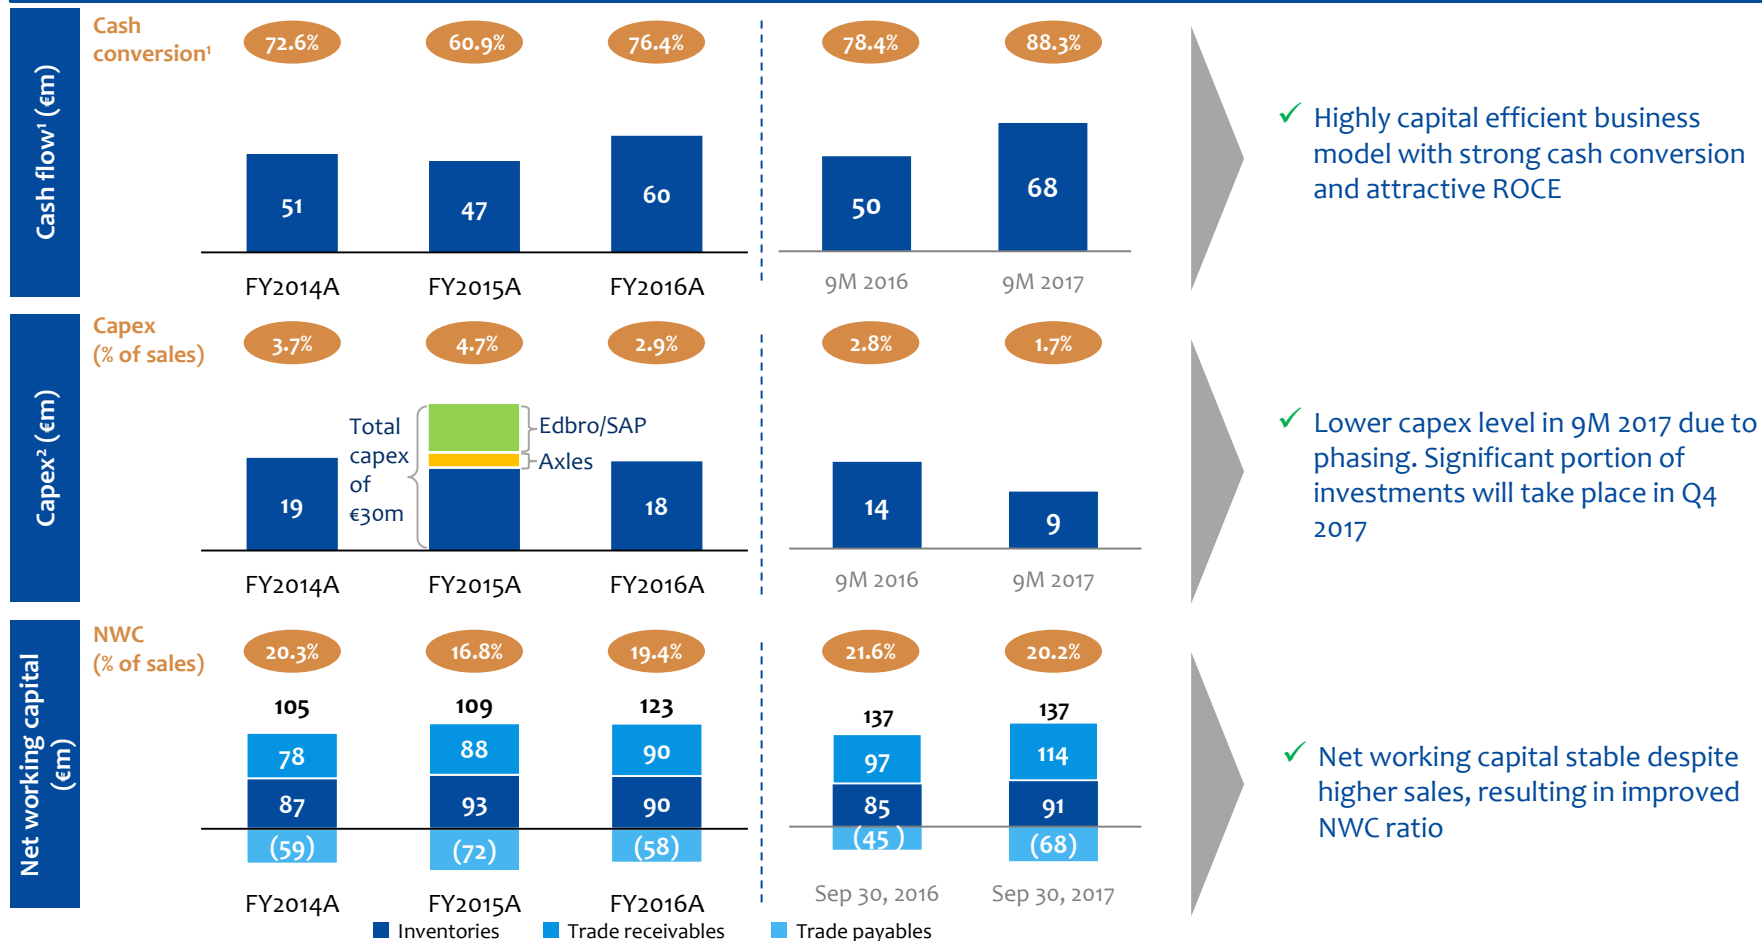 Cash flow¹ (€m)
Cash
conversion¹
72.6%
60.9%
76.4%
78.4%
88.3%
51
47
60
50
68
FY2014A
FY2015A
FY2016A
9M 2016
9M 2017
✓ Highly capital efficient business
model with strong cash conversion
and attractive ROCE
Capex² (€m)
Capex
(% of sales)
3.7%
4.7%
2.9%
2.8%
1.7%
Total
capex
of
€30m
Edbro/SAP
Axles
19
18
14
9
FY2014A
FY2015A
FY2016A
9M 2016
9M 2017
✓ Lower capex level in 9M 2017 due to
phasing. Significant portion of
investments will take place in Q4
2017
Net working capital
(€m)
NWC
(% of sales)
20.3%
16.8%
19.4%
21.6%
20.2%
105
109
123
137
137
78
88
90
97
114
87
93
90
85
91
(59)
(72)
(58)
(45 )
(68)
FY2014A
FY2015A
FY2016A
Sep 30, 2016
Sep 30, 2017
✓ Net working capital stable despite
higher sales, resulting in improved
NWC ratio
Inventories
Trade receivables
Trade payables